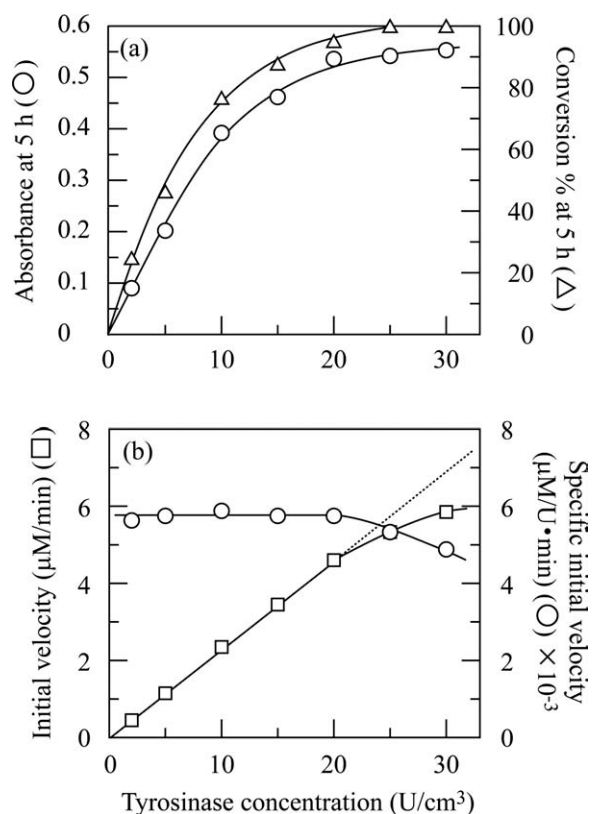 (a)
Absorbance at 5 h (○)
0.6
0.5
0.4
0.3
0.2
0.1
0
100
80
60
40
20
0
Conversion % at 5 h (△)
0 10 20 30
(b)
Initial velocity (µM/min) (□)
8
6
4
2
0
8
6
4
2
0
Specific initial velocity
(µM/U•min) (○) ×10-3
0 10 20 30
Tyrosinase concentration (U/cm³)